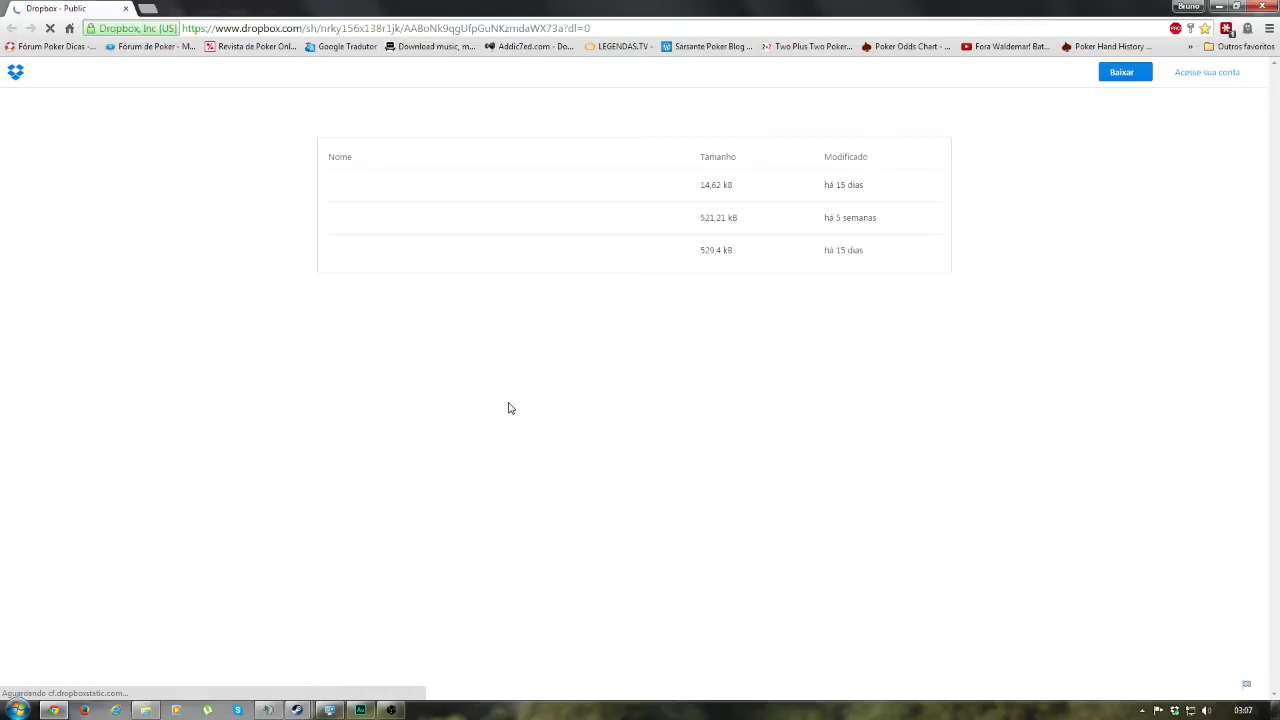 Dropbox - Public
Bruno
Dropbox, Inc [US] https://www.dropbox.com/sh/nrky156x138r1jk/AABoNk9qgUfpGuNKzmdaWX73a?dl=0
Fórum Poker Dicas -... Fórum de Poker - M... Revista de Poker Onl... Google Tradutor Download music, m... Addic7ed.com - Do... LEGENDAS.TV - Sarsante Poker Blog ... Two Plus Two Poker... Poker Odds Chart - ... Fora Waldemar! Bat... Poker Hand History ... » Outros favoritos
Baixar Acesse sua conta
Nome Tamanho Modificado
14,62 kB há 15 dias
521,21 kB há 5 semanas
529,4 kB há 15 dias
Aguardando cf.dropboxstatic.com...
03:07